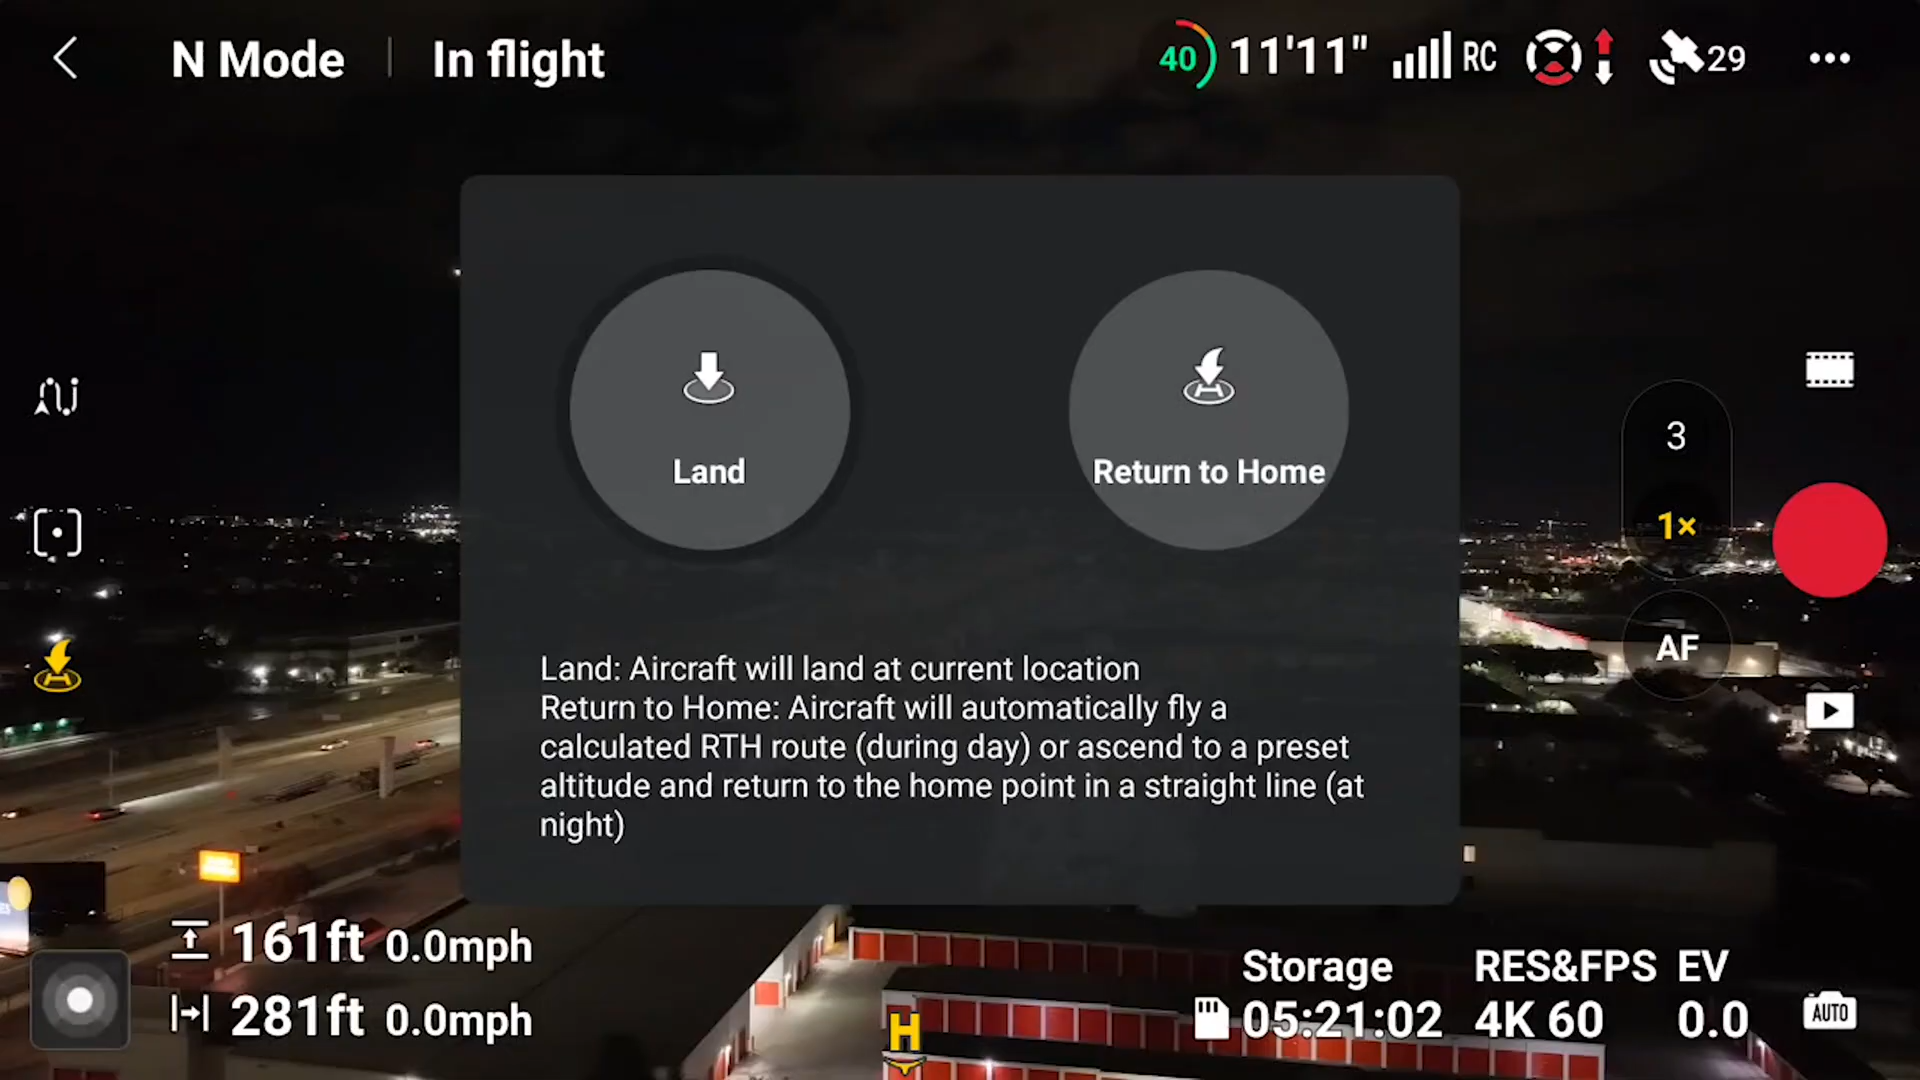 N Mode In flight 40 11'11" RC 29
Land
Return to Home
3
1×
AF
Land: Aircraft will land at current location
Return to Home: Aircraft will automatically fly a
calculated RTH route (during day) or ascend to a preset
altitude and return to the home point in a straight line (at
night)
161ft 0.0mph
281ft 0.0mph
H
Storage RES&FPS EV
05:21:02 4K 60 0.0
AUTO